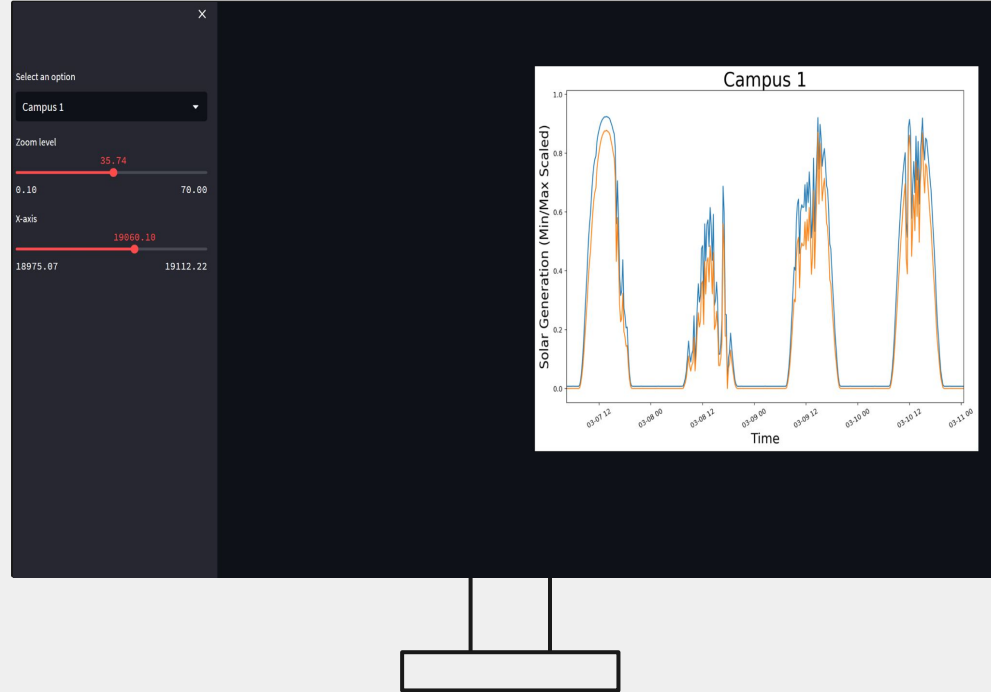 X
Select an option
Campus 1
Zoom level
35.74
0.10 70.00
X-axis
19060.10
18975.07 19112.22
Campus 1
Solar Generation (Min/Max Scaled)
1.0
0.8
0.6
0.4
0.2
0.0
03-07 12 03-08 00 03-08 12 03-09 00 03-09 12 03-10 00 03-10 12 03-11 00
Time